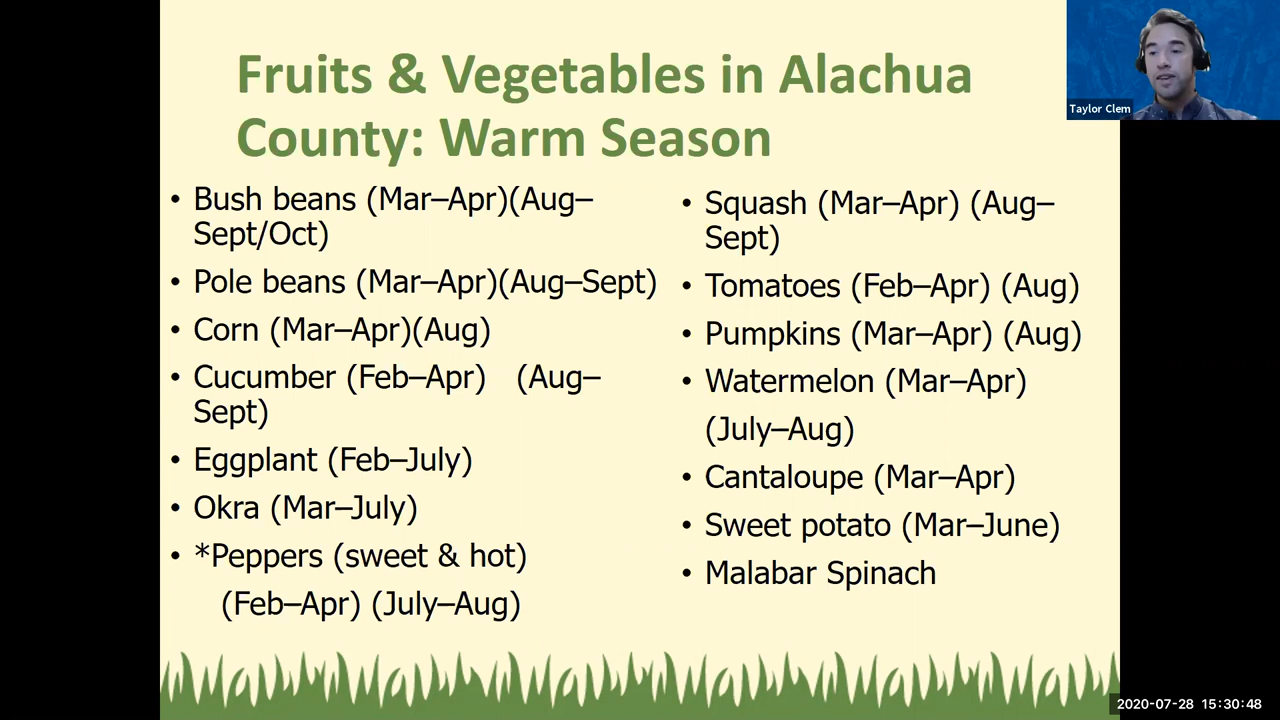 Fruits & Vegetables in Alachua
County: Warm Season
• Bush beans (Mar–Apr)(Aug–
Sept/Oct)
• Pole beans (Mar–Apr)(Aug–Sept)
• Corn (Mar–Apr)(Aug)
• Cucumber (Feb–Apr) (Aug–
Sept)
• Eggplant (Feb–July)
• Okra (Mar–July)
• *Peppers (sweet & hot)
(Feb–Apr) (July–Aug)
• Squash (Mar–Apr) (Aug–
Sept)
• Tomatoes (Feb–Apr) (Aug)
• Pumpkins (Mar–Apr) (Aug)
• Watermelon (Mar–Apr)
(July–Aug)
• Cantaloupe (Mar–Apr)
• Sweet potato (Mar–June)
• Malabar Spinach
Taylor Clem
2020-07-28 15:30:48